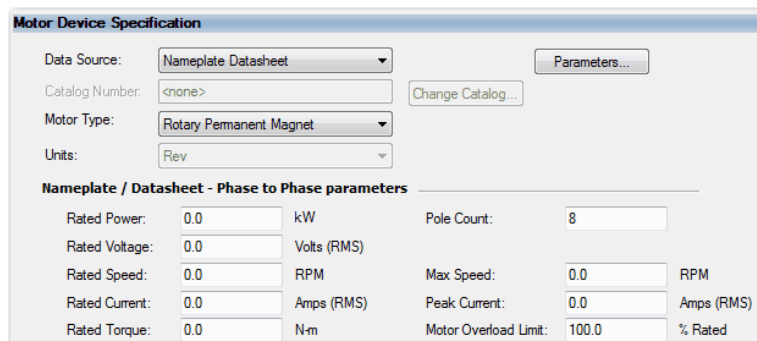 Motor Device Specification
Data Source: Nameplate Datasheet Parameters...
Catalog Number: <none> Change Catalog...
Motor Type: Rotary Permanent Magnet
Units: Rev
Nameplate / Datasheet - Phase to Phase parameters
Rated Power: 0.0 kW Pole Count: 8
Rated Voltage: 0.0 Volts (RMS)
Rated Speed: 0.0 RPM Max Speed: 0.0 RPM
Rated Current: 0.0 Amps (RMS) Peak Current: 0.0 Amps (RMS)
Rated Torque: 0.0 N-m Motor Overload Limit: 100.0 % Rated